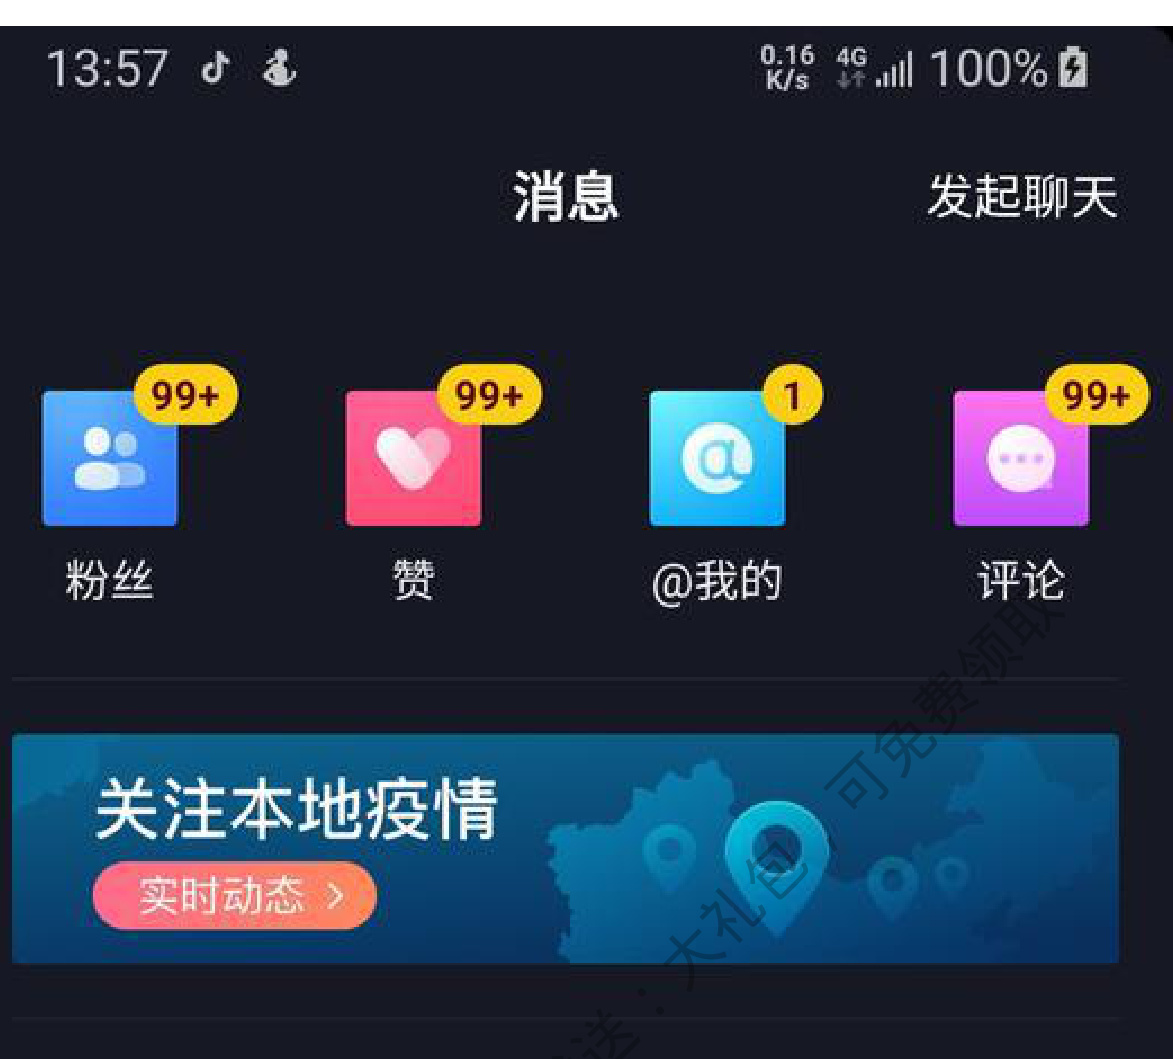 13:57 0.16 K/s 4G 100%
消息 发起聊天
99+ 99+ 1 99+
粉丝 赞 @我的 评论
关注本地疫情
实时动态 >
送：大礼包，可免费领取